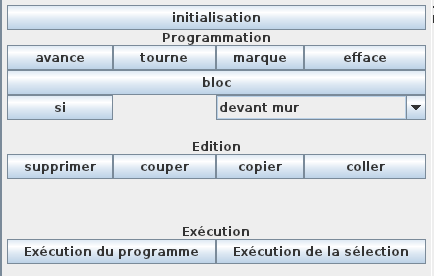 initialisation
Programmation
avance tourne marque efface
bloc
si devant mur
Edition
supprimer couper copier coller
Exécution
Exécution du programme Exécution de la sélection